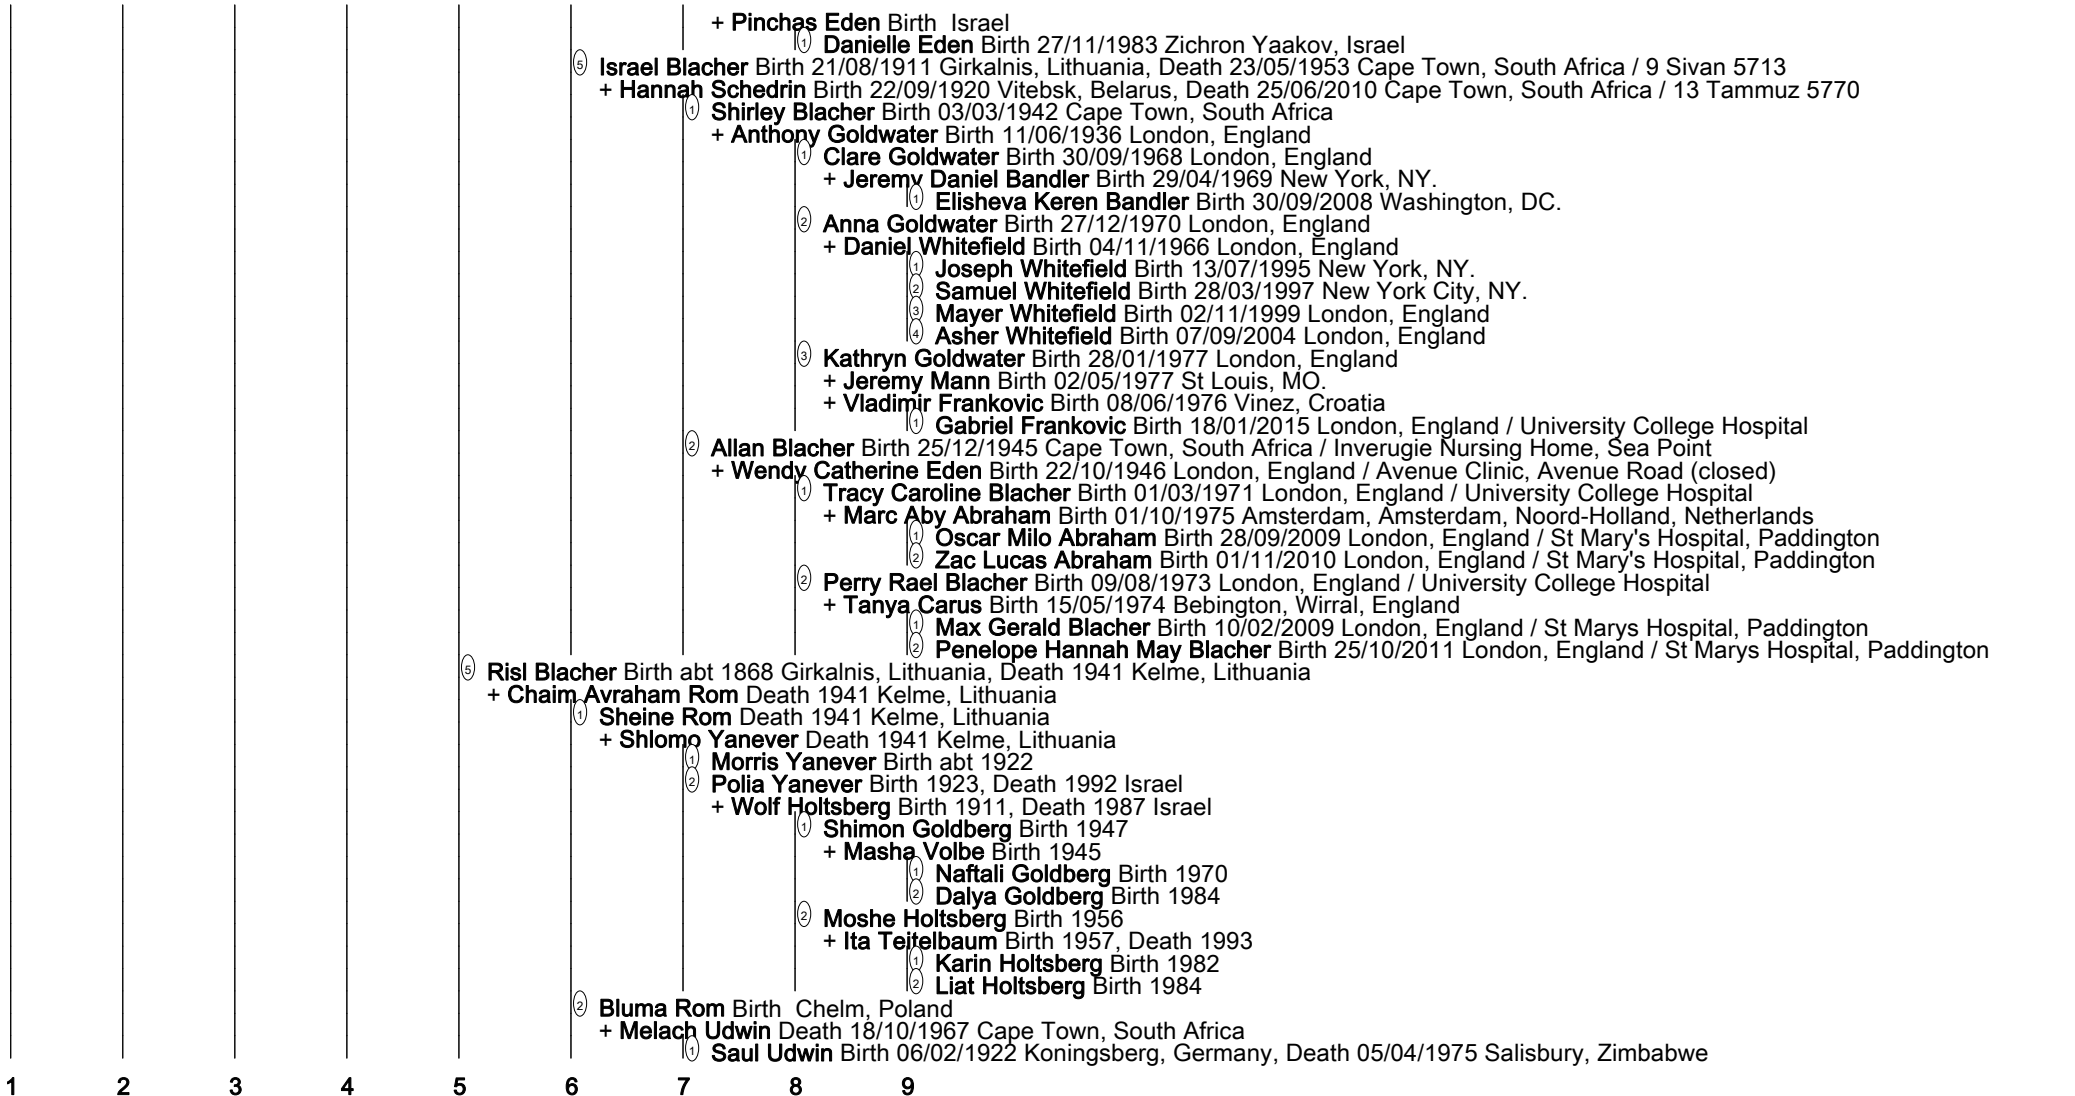 + Pinchas Eden Birth  Israel
1 Danielle Eden Birth 27/11/1983 Zichron Yaakov, Israel
5 Israel Blacher Birth 21/08/1911 Girkalnis, Lithuania, Death 23/05/1953 Cape Town, South Africa / 9 Sivan 5713
+ Hannah Schedrin Birth 22/09/1920 Vitebsk, Belarus, Death 25/06/2010 Cape Town, South Africa / 13 Tammuz 5770
1 Shirley Blacher Birth 03/03/1942 Cape Town, South Africa
+ Anthony Goldwater Birth 11/06/1936 London, England
1 Clare Goldwater Birth 30/09/1968 London, England
+ Jeremy Daniel Bandler Birth 29/04/1969 New York, NY.
1 Elisheva Keren Bandler Birth 30/09/2008 Washington, DC.
2 Anna Goldwater Birth 27/12/1970 London, England
+ Daniel Whitefield Birth 04/11/1966 London, England
1 Joseph Whitefield Birth 13/07/1995 New York, NY.
2 Samuel Whitefield Birth 28/03/1997 New York City, NY.
3 Mayer Whitefield Birth 02/11/1999 London, England
4 Asher Whitefield Birth 07/09/2004 London, England
3 Kathryn Goldwater Birth 28/01/1977 London, England
+ Jeremy Mann Birth 02/05/1977 St Louis, MO.
+ Vladimir Frankovic Birth 08/06/1976 Vinez, Croatia
1 Gabriel Frankovic Birth 18/01/2015 London, England / University College Hospital
2 Allan Blacher Birth 25/12/1945 Cape Town, South Africa / Inverugie Nursing Home, Sea Point
+ Wendy Catherine Eden Birth 22/10/1946 London, England / Avenue Clinic, Avenue Road (closed)
1 Tracy Caroline Blacher Birth 01/03/1971 London, England / University College Hospital
+ Marc Aby Abraham Birth 01/10/1975 Amsterdam, Amsterdam, Noord-Holland, Netherlands
1 Oscar Milo Abraham Birth 28/09/2009 London, England / St Mary's Hospital, Paddington
2 Zac Lucas Abraham Birth 01/11/2010 London, England / St Mary's Hospital, Paddington
2 Perry Rael Blacher Birth 09/08/1973 London, England / University College Hospital
+ Tanya Carus Birth 15/05/1974 Bebington, Wirral, England
1 Max Gerald Blacher Birth 10/02/2009 London, England / St Marys Hospital, Paddington
2 Penelope Hannah May Blacher Birth 25/10/2011 London, England / St Marys Hospital, Paddington
5 Risl Blacher Birth abt 1868 Girkalnis, Lithuania, Death 1941 Kelme, Lithuania
+ Chaim Avraham Rom Death 1941 Kelme, Lithuania
1 Sheine Rom Death 1941 Kelme, Lithuania
+ Shlomo Yanever Death 1941 Kelme, Lithuania
1 Morris Yanever Birth abt 1922
2 Polia Yanever Birth 1923, Death 1992 Israel
+ Wolf Holtsberg Birth 1911, Death 1987 Israel
1 Shimon Goldberg Birth 1947
+ Masha Volbe Birth 1945
1 Naftali Goldberg Birth 1970
2 Dalya Goldberg Birth 1984
2 Moshe Holtsberg Birth 1956
+ Ita Teitelbaum Birth 1957, Death 1993
1 Karin Holtsberg Birth 1982
2 Liat Holtsberg Birth 1984
2 Bluma Rom Birth  Chelm, Poland
+ Melach Udwin Death 18/10/1967 Cape Town, South Africa
1 Saul Udwin Birth 06/02/1922 Koningsberg, Germany, Death 05/04/1975 Salisbury, Zimbabwe
1 2 3 4 5 6 7 8 9